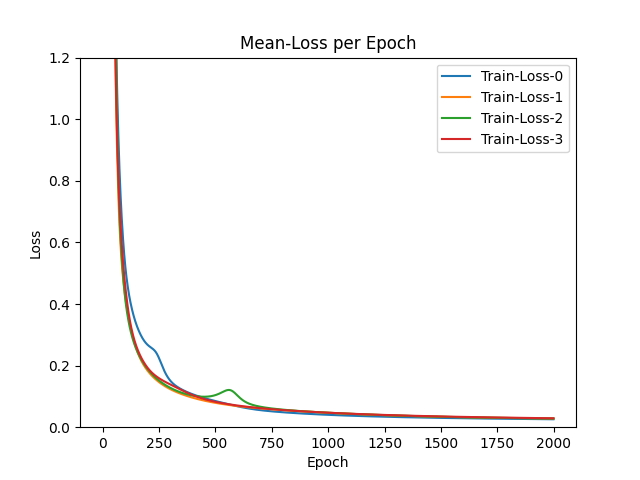 Mean-Loss per Epoch
Train-Loss-0
Train-Loss-1
Train-Loss-2
Train-Loss-3
Loss
1.2
1.0
0.8
0.6
0.4
0.2
0.0
0 250 500 750 1000 1250 1500 1750 2000
Epoch